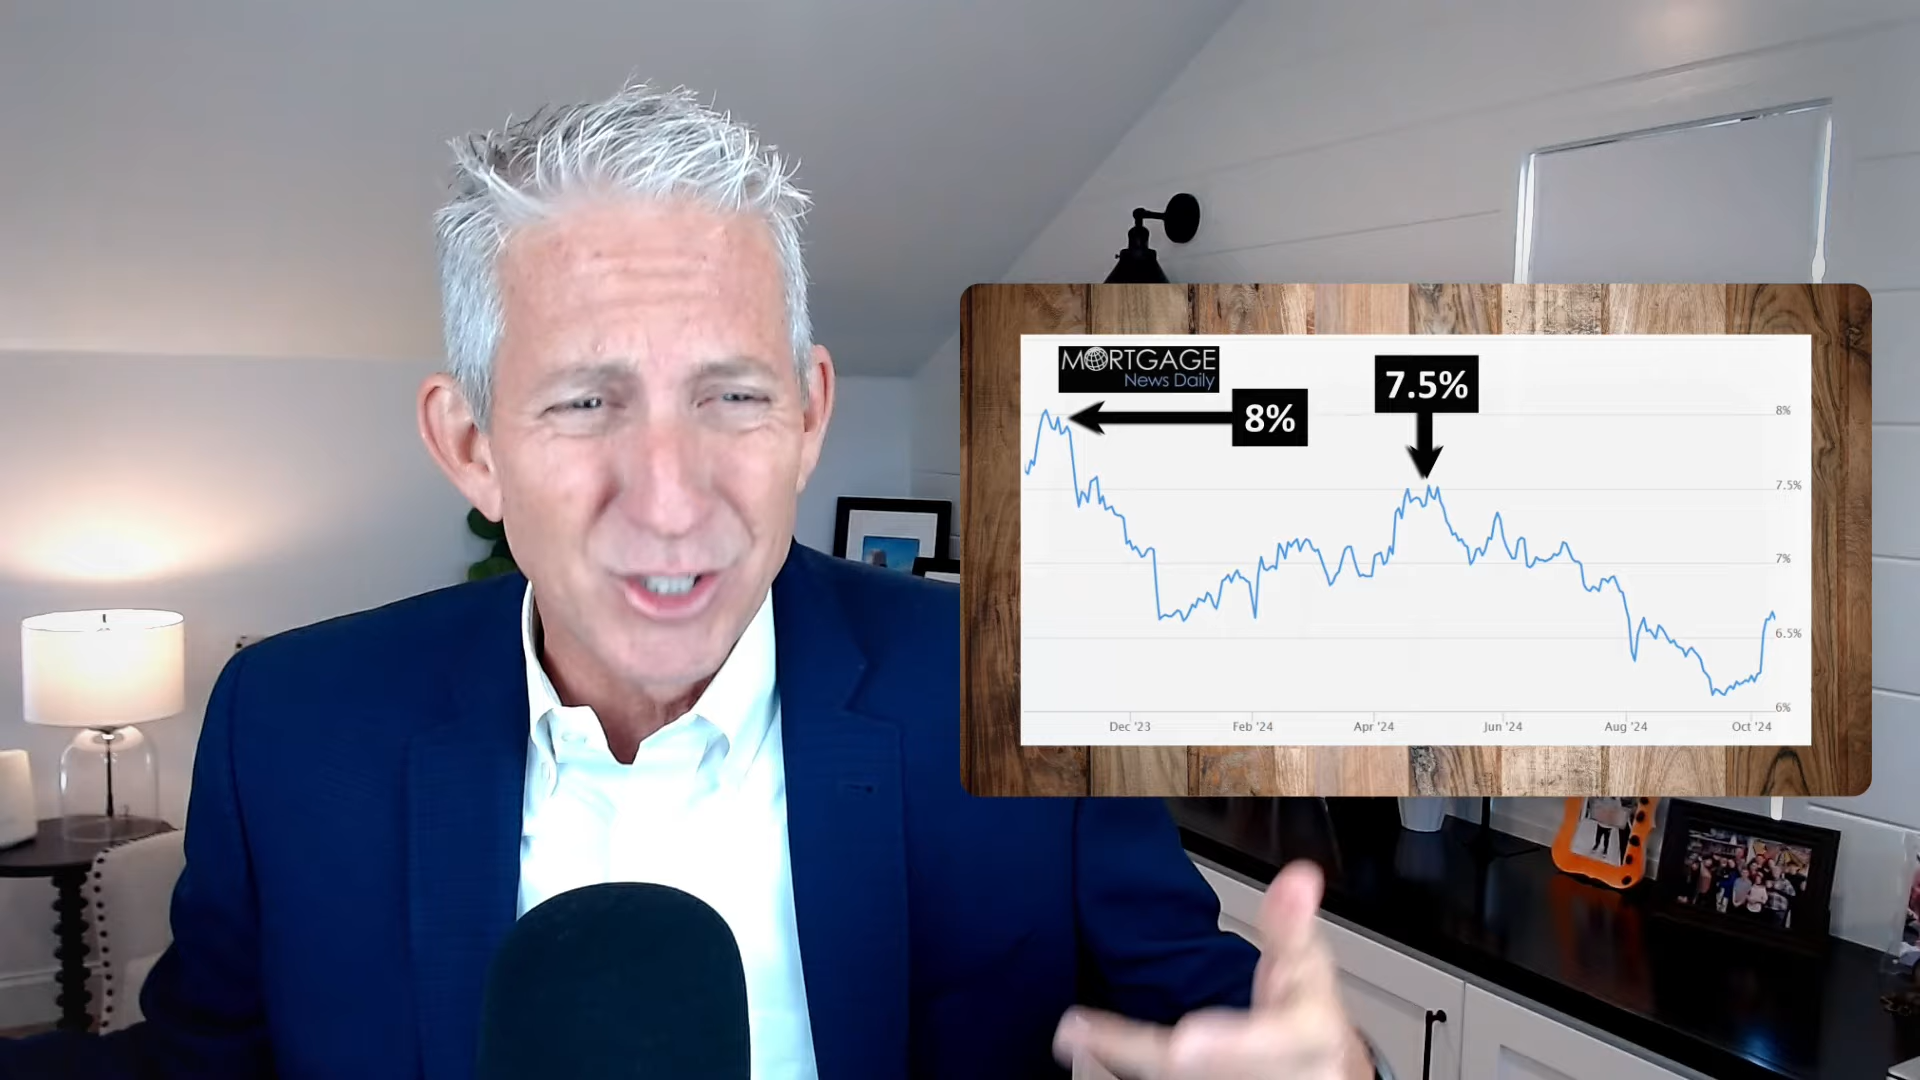 MORTGAGE
News Daily
8%
7.5%
8%
7.5%
7%
6.5%
6%
Dec '23
Feb '24
Apr '24
Jun '24
Aug '24
Oct '24